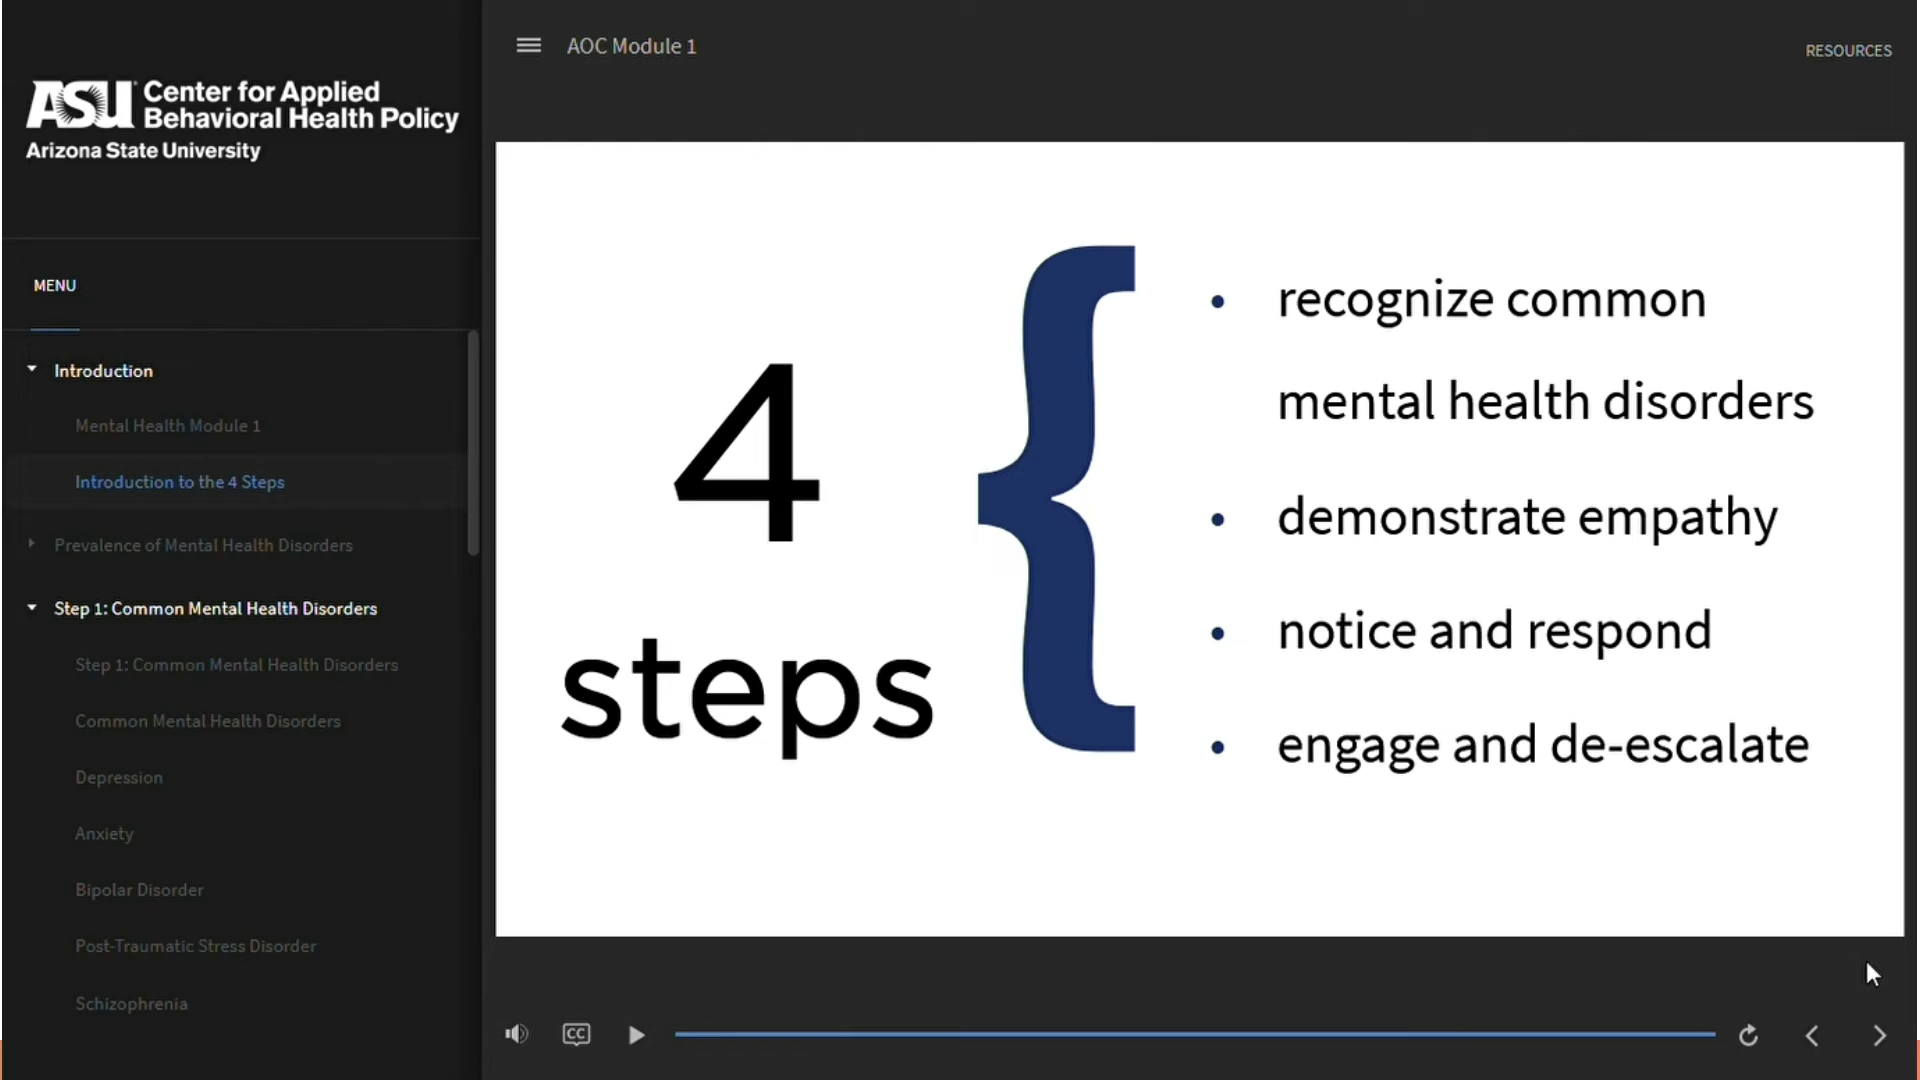 ASU Center for Applied
Behavioral Health Policy
Arizona State University
MENU
Introduction
Mental Health Module 1
Introduction to the 4 Steps
Prevalence of Mental Health Disorders
Step 1: Common Mental Health Disorders
Step 1: Common Mental Health Disorders
Common Mental Health Disorders
Depression
Anxiety
Bipolar Disorder
Post-Traumatic Stress Disorder
Schizophrenia
AOC Module 1
RESOURCES
4
steps
{
• recognize common
mental health disorders
• demonstrate empathy
• notice and respond
• engage and de-escalate
CC